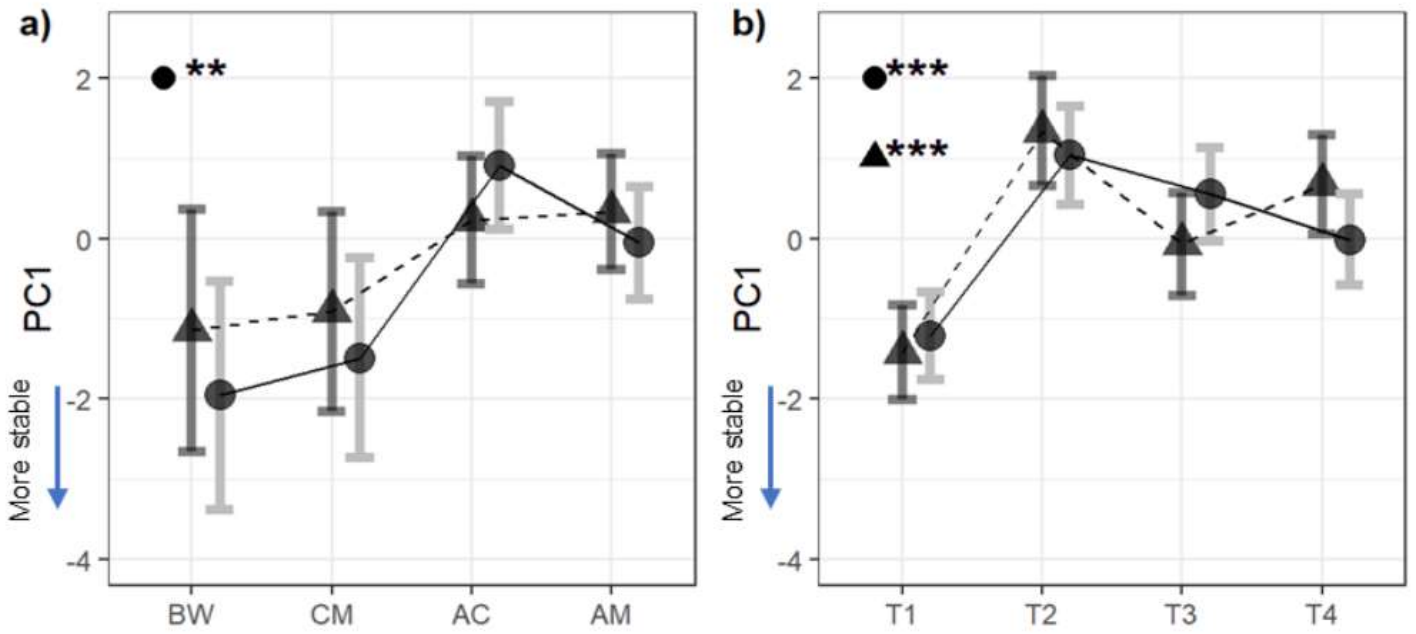 a)
**
2
0
-2
-4
PC1
More stable
BW CM AC AM
b)
***
***
2
0
-2
-4
PC1
More stable
T1 T2 T3 T4